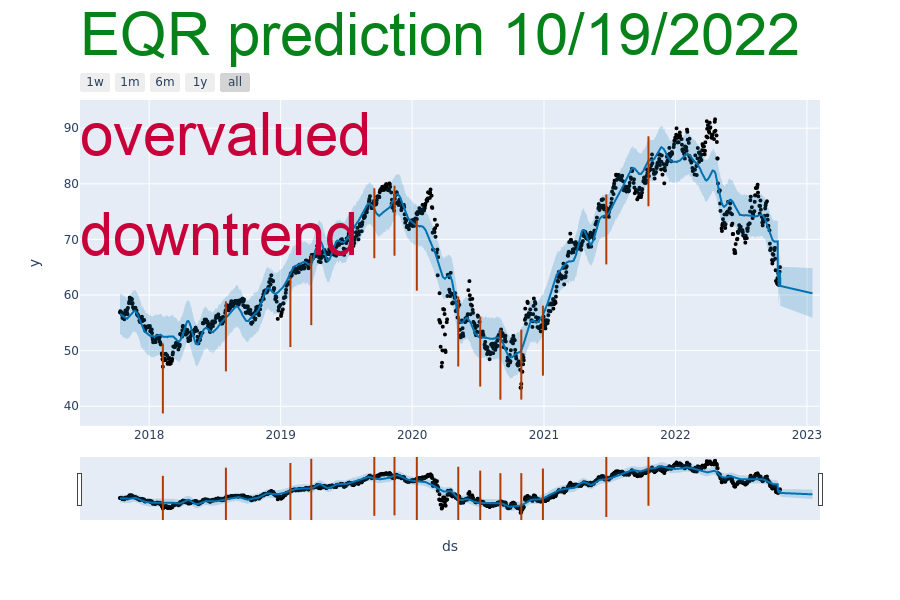 EQR prediction 10/19/2022
1w 1m 6m 1y all
overvalued
downtrend
90
80
70
60
50
40
y
2018 2019 2020 2021 2022 2023
ds